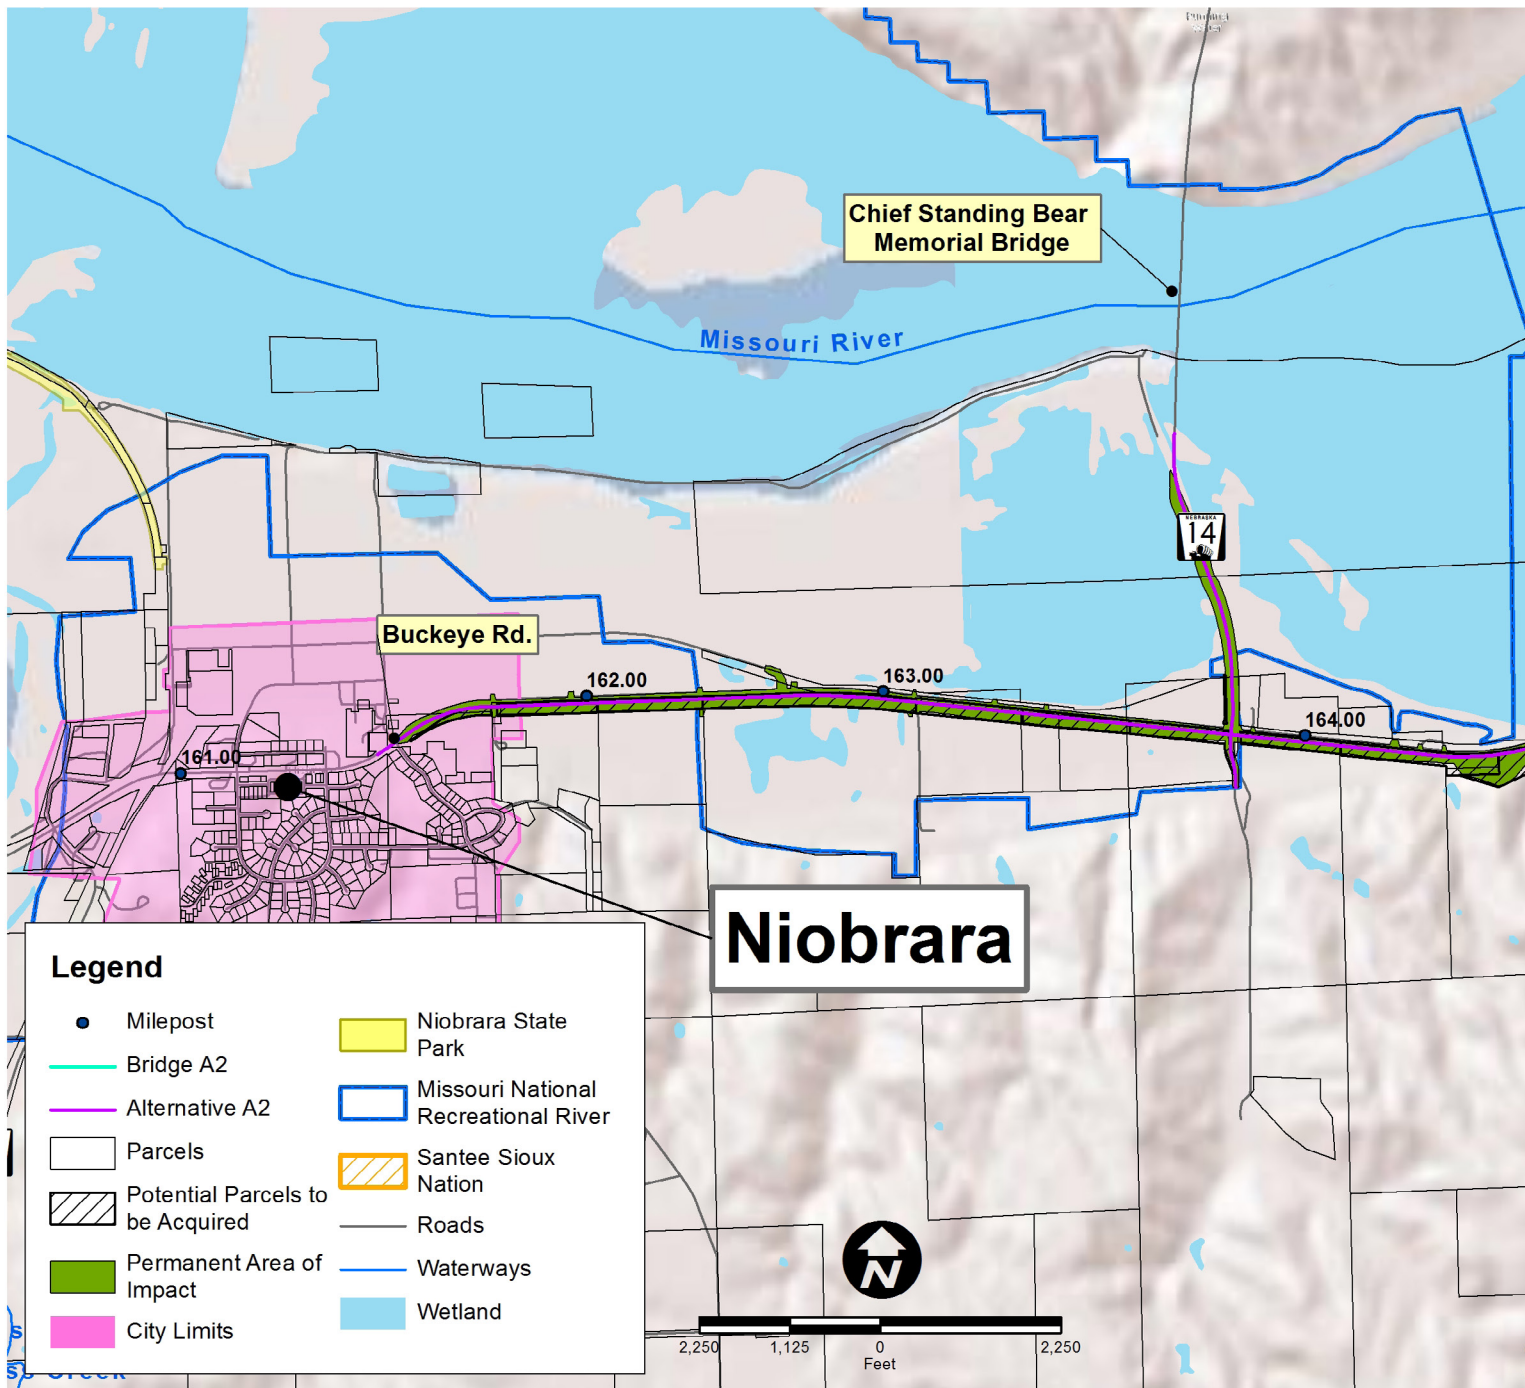 Chief Standing Bear
Memorial Bridge
Missouri River
NEBRASKA
14
Buckeye Rd.
162.00
163.00
164.00
161.00
Niobrara
Legend
Milepost
Bridge A2
Alternative A2
Parcels
Potential Parcels to
be Acquired
Permanent Area of
Impact
City Limits
Niobrara State
Park
Missouri National
Recreational River
Santee Sioux
Nation
Roads
Waterways
Wetland
N
2,250 1,125 0 2,250
Feet
Creek